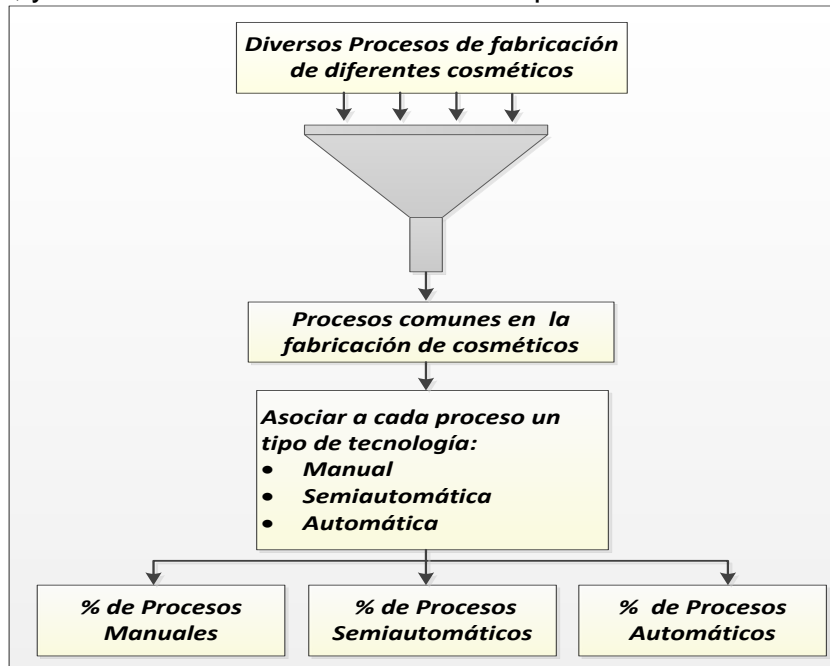 Diversos Procesos de fabricación
de diferentes cosméticos
Procesos comunes en la
fabricación de cosméticos
Asociar a cada proceso un
tipo de tecnología:
• Manual
• Semiautomática
• Automática
% de Procesos
Manuales
% de Procesos
Semiautomáticos
% de Procesos
Automáticos